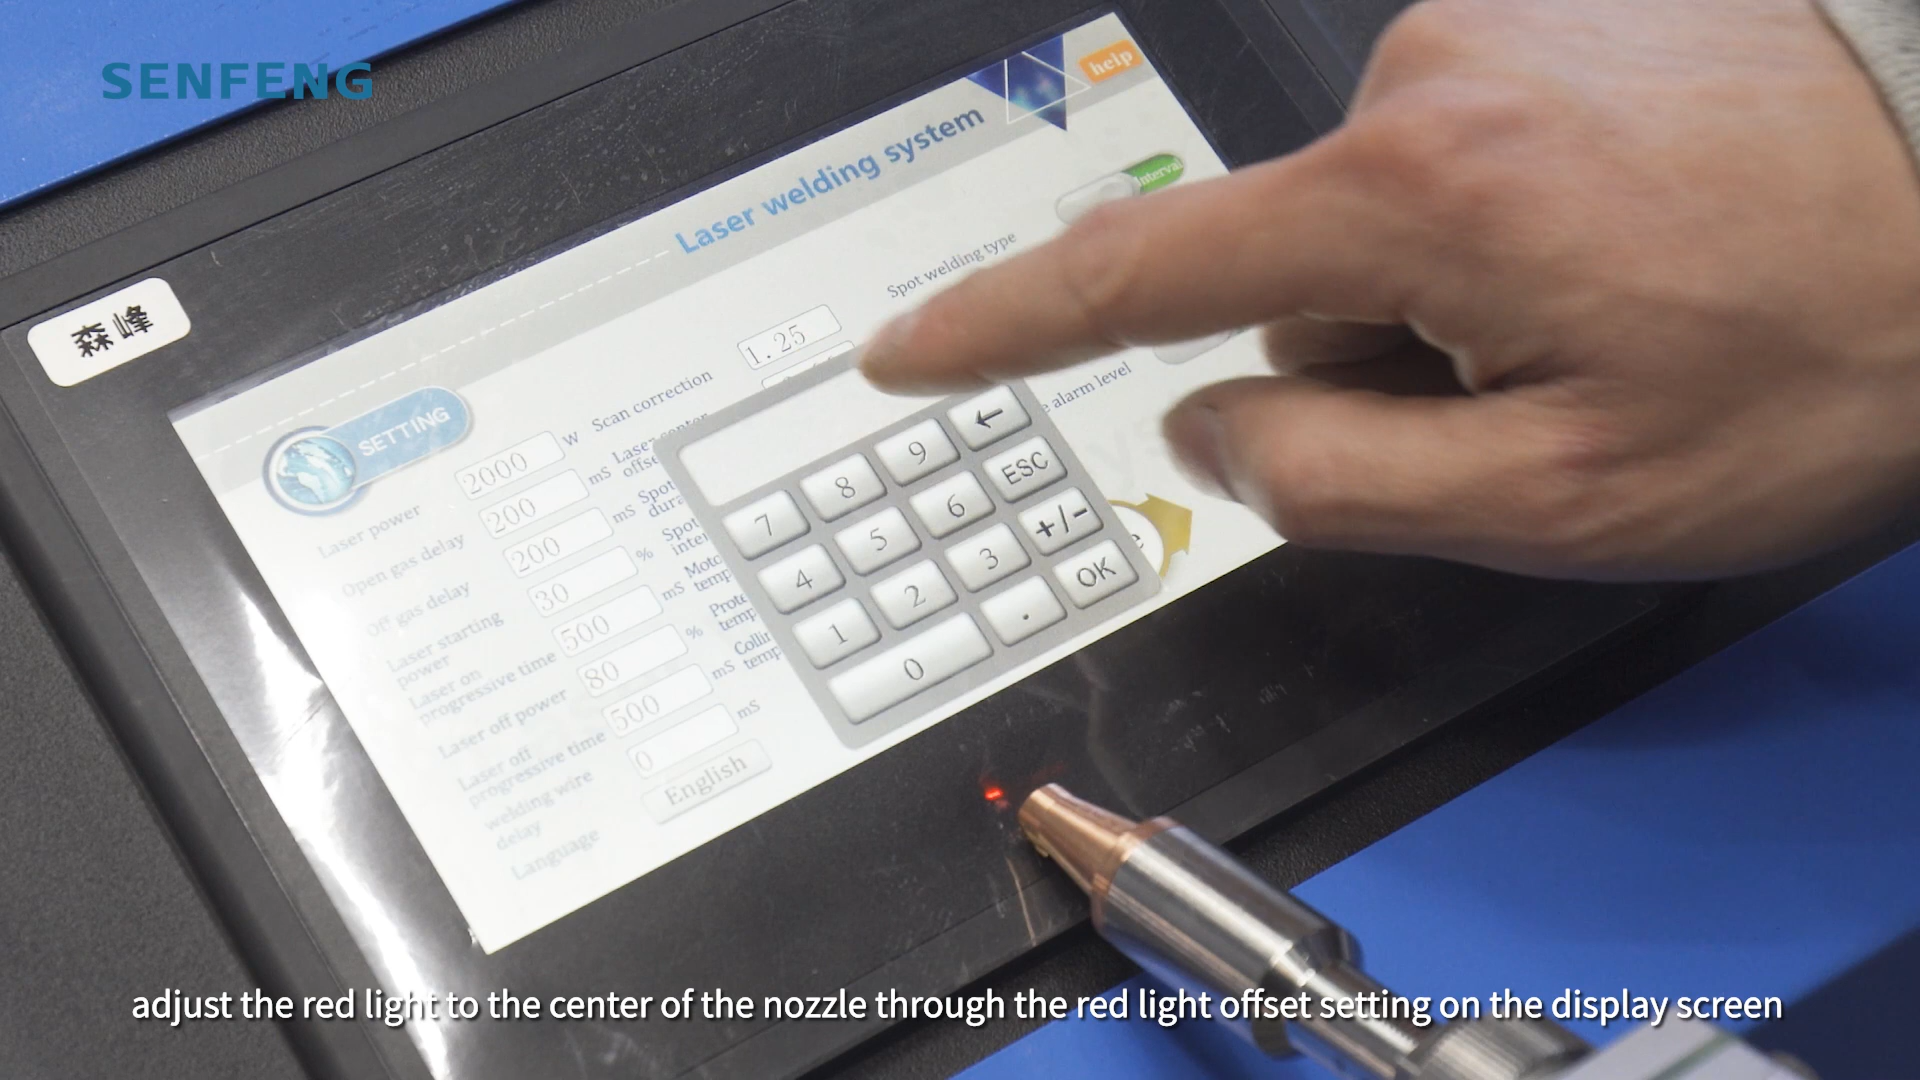 SENFENG
help
Laser welding system
Interval
森峰
SETTING
Spot welding type
Laser power
2000
W
Scan correction
1.25
Open gas delay
200
mS
Laser center
Off gas delay
200
mS
Spot
Laser starting
power
30
%
Spot
Laser on
progressive time
500
mS
alarm level
Laser off power
80
%
Laser off
progressive time
500
mS
welding wire
delay
0
mS
Language
English
7
8
9
←
4
5
6
ESC
1
2
3
+/-
0
.
OK
adjust the red light to the center of the nozzle through the red light offset setting on the display screen